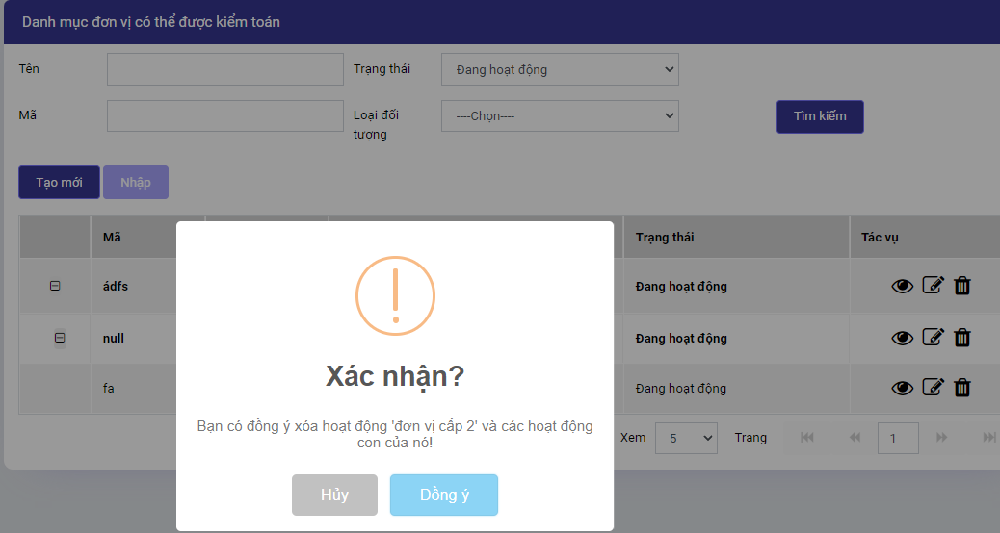 Danh mục đơn vị có thể được kiểm toán
Tên
Trạng thái
Đang hoạt động
Mã
Loại đối
tượng
----Chọn----
Tìm kiếm
Tạo mới
Nhập
Mã
Trạng thái
Tác vụ
ádfs
Đang hoạt động
null
Đang hoạt động
fa
Đang hoạt động
Xác nhận?
Bạn có đồng ý xóa hoạt động 'đơn vị cấp 2' và các hoạt động
con của nó!
Hủy
Đồng ý
Xem
5
Trang
1